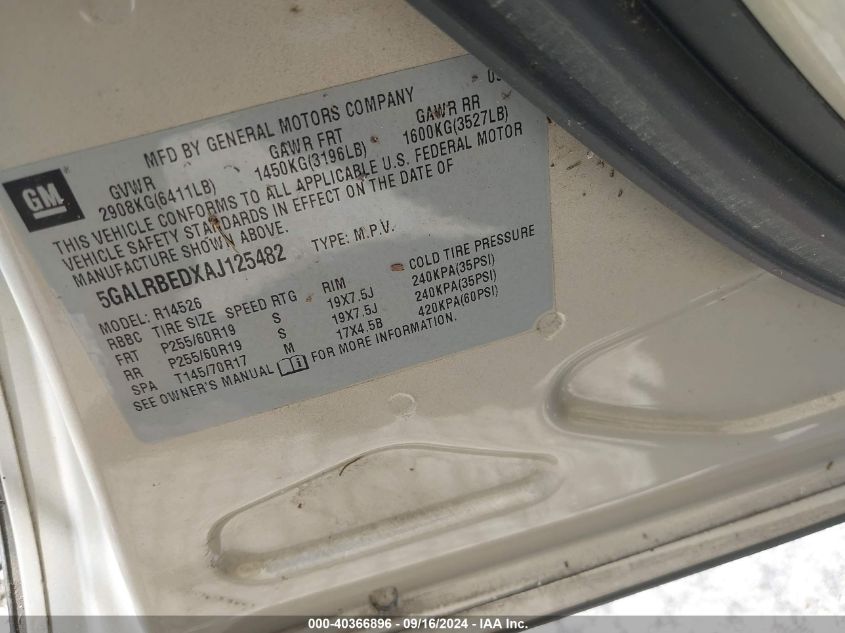 MFD BY GENERAL MOTORS COMPANY
GM
GVWR GAWR FRT GAWR RR
2908KG(6411LB) 1450KG(3196LB) 1600KG(3527LB)
THIS VEHICLE CONFORMS TO ALL APPLICABLE U.S. FEDERAL MOTOR
VEHICLE SAFETY STANDARDS IN EFFECT ON THE DATE OF
MANUFACTURE SHOWN ABOVE.
5GALRBEDXAJ125482 TYPE: M.P.V.
MODEL: R14526
RBBC TIRE SIZE SPEED RTG RIM COLD TIRE PRESSURE
FRT P255/60R19 S 19X7.5J 240KPA(35PSI)
RR P255/60R19 S 19X7.5J 240KPA(35PSI)
SPA T145/70R17 M 17X4.5B 420KPA(60PSI)
SEE OWNER'S MANUAL FOR MORE INFORMATION.
000-40366896 - 09/16/2024 -